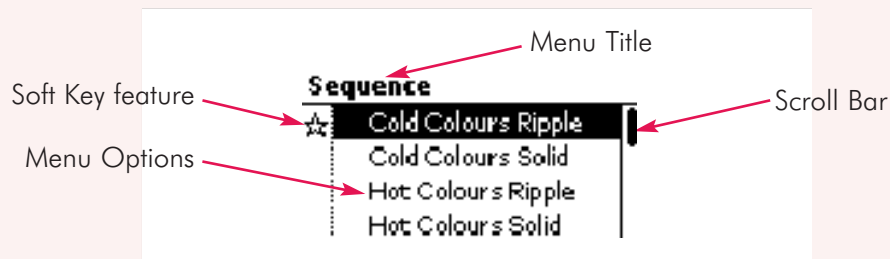 Menu Title
Sequence
Soft Key feature
Cold Colours Ripple
Scroll Bar
Cold Colours Solid
Menu Options
Hot Colours Ripple
Hot Colours Solid